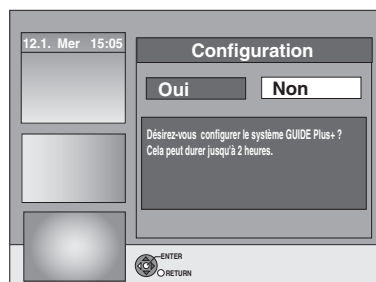 12.1. Mer 15:05
Configuration
Oui Non
Désirez-vous configurer le système GUIDE Plus+ ?
Cela peut durer jusqu'à 2 heures.
ENTER
RETURN